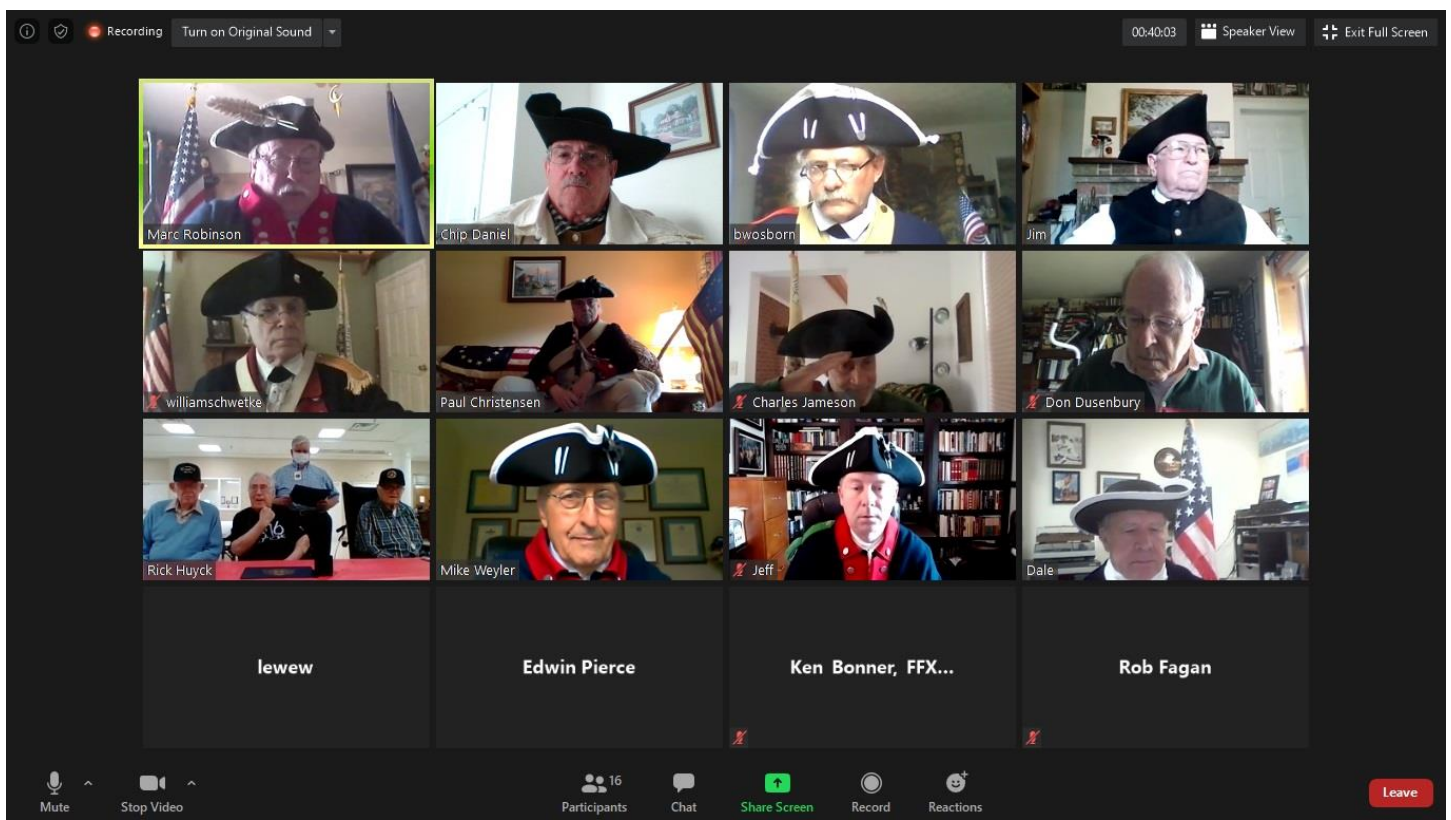 Recording
Turn on Original Sound
00:40:03
Speaker View
Exit Full Screen
Marc Robinson
Chip Daniel
bwosborn
Jim
williamschwetke
Paul Christensen
Charles Jameson
Don Dusenbury
Rick Huyck
Mike Weyler
Jeff
Dale
lewew
Edwin Pierce
Ken Bonner, FFX...
Rob Fagan
Mute
Stop Video
16
Participants
Chat
Share Screen
Record
Reactions
Leave